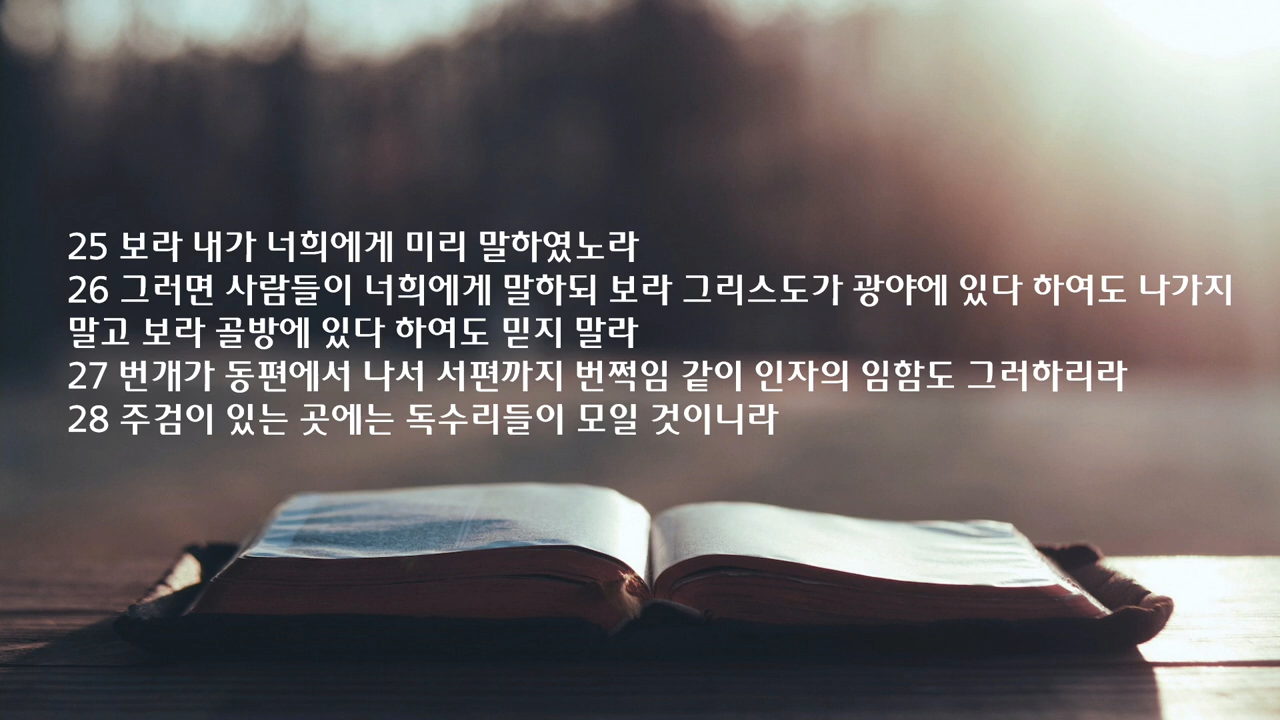 25 보라 내가 너희에게 미리 말하였노라
26 그러면 사람들이 너희에게 말하되 보라 그리스도가 광야에 있다 하여도 나가지
말고 보라 골방에 있다 하여도 믿지 말라
27 번개가 동편에서 나서 서편까지 번쩍임 같이 인자의 임함도 그러하리라
28 주검이 있는 곳에는 독수리들이 모일 것이니라